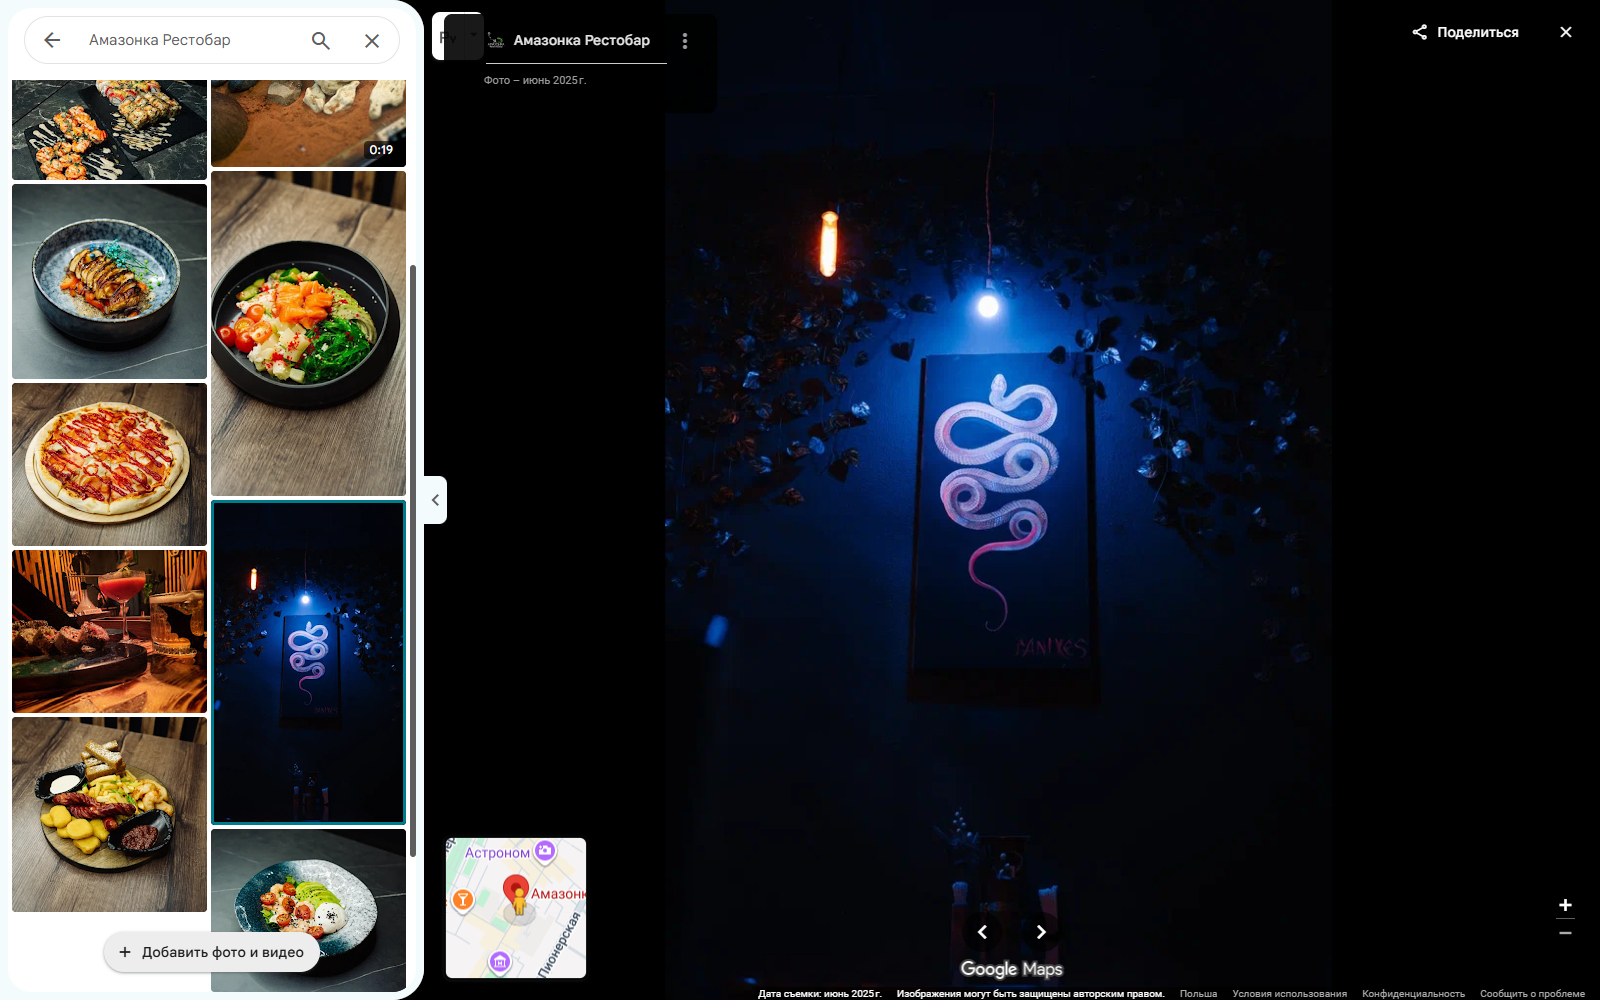 Амазонка Рестобар
0:19
Добавить фото и видео
Амазонка Рестобар
Фото – июнь 2025 г.
Поделиться
Астроном
Амазонк
Пионерская
Google Maps
Дата съемки: июнь 2025 г.
Изображения могут быть защищены авторским правом.
Польша
Условия использования
Конфиденциальность
Сообщить о проблеме